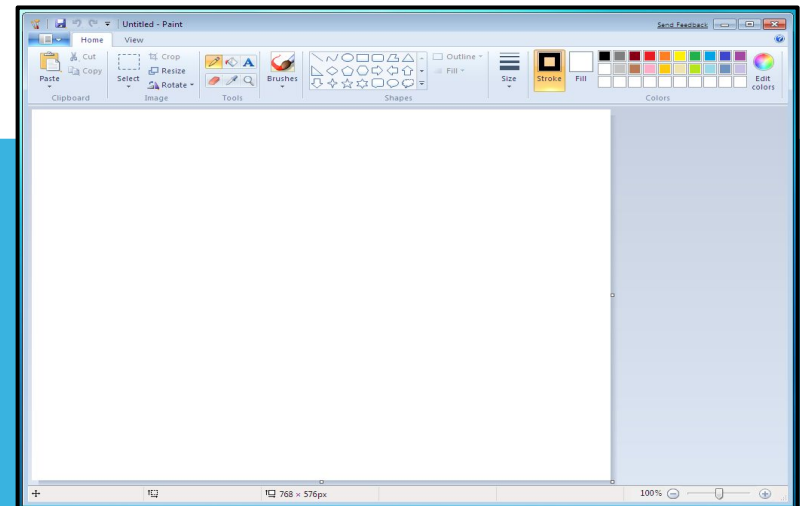 Untitled - Paint
Send Feedback
Home View
Cut
Copy
Paste
Clipboard
Crop
Resize
Rotate
Select
Image
A
Tools
Brushes
Outline
Fill
Shapes
Size
Stroke
Fill
Edit colors
Colors
768 × 576px
100%